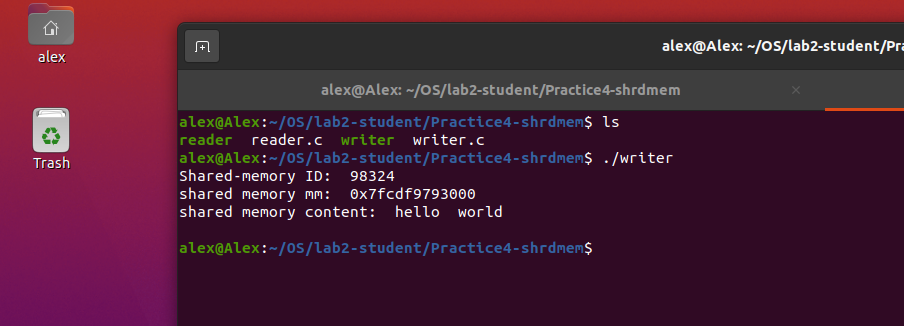 alex
Trash
alex@Alex: ~/OS/lab2-student/Pra
alex@Alex: ~/OS/lab2-student/Practice4-shrdmem ×
alex@Alex:~/OS/lab2-student/Practice4-shrdmem$ ls
reader  reader.c  writer  writer.c
alex@Alex:~/OS/lab2-student/Practice4-shrdmem$ ./writer
Shared-memory ID:  98324
shared memory mm:  0x7fcdf9793000
shared memory content:  hello  world
alex@Alex:~/OS/lab2-student/Practice4-shrdmem$